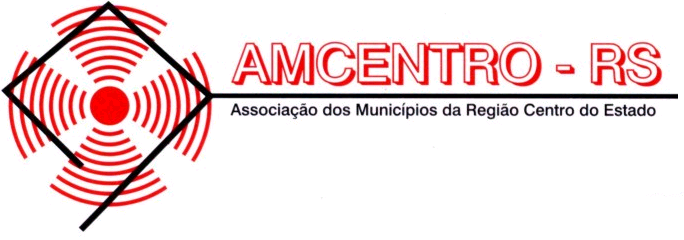 AMCENTRO - RS
Associação dos Municípios da Região Centro do Estado